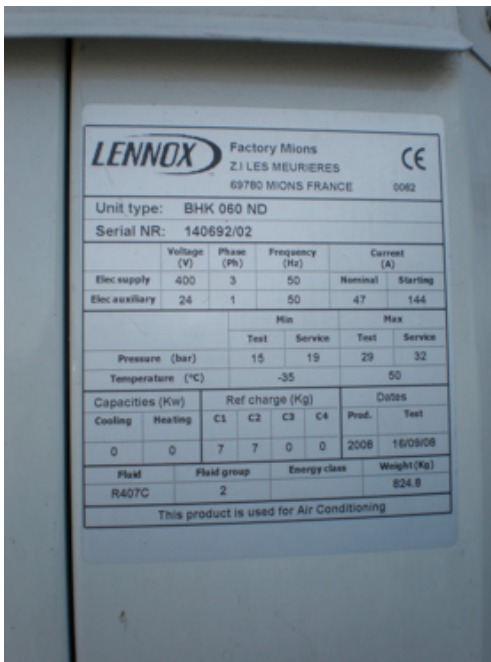 LENNOX
Factory Mions
Z.I LES MEURIERES
69780 MIONS FRANCE
CE
0062
Unit type: BHK 060 ND
Serial NR: 140692/02
Voltage (V) Phase (Ph) Frequency (Hz) Current (A)
Elec supply 400 3 50 Nominal Starting
Elec auxiliary 24 1 50 47 144
Min Max
Test Service Test Service
Pressure (bar) 15 19 29 32
Temperature (°C) -35 50
Capacities (Kw) Ref charge (Kg) Dates
Cooling Heating C1 C2 C3 C4 Prod. Test
0 0 7 7 0 0 2008 16/09/08
Fluid Fluid group Energy class Weight(Kg)
R407C 2 824.8
This product is used for Air Conditioning